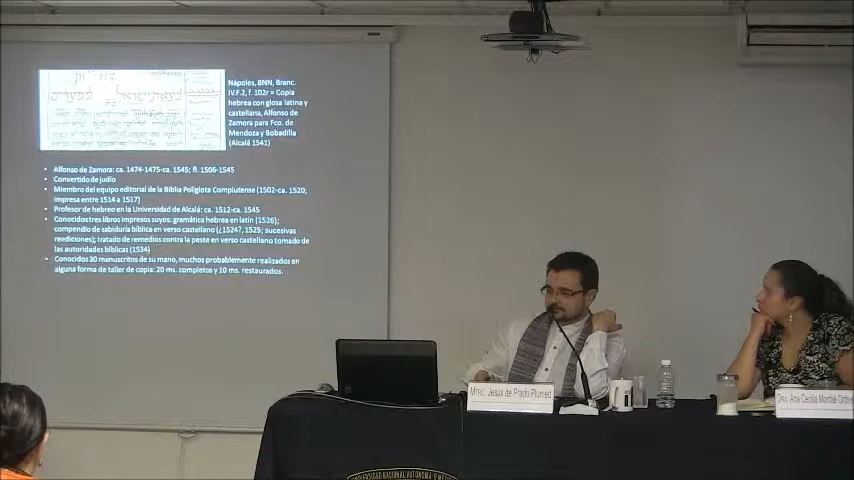 Nápoles, BNN, Branc.
IV.F.2, f. 102r = Copia
hebrea con glosa latina y
castellana, Alfonso de
Zamora para Fco. de
Mendoza y Bobadilla
(Alcalá 1541)
• Alfonso de Zamora: ca. 1474-1475-ca. 1545; fl. 1506-1545
• Convertido de judío
• Miembro del equipo editorial de la Biblia Políglota Complutense (1502-ca. 1520;
impresa entre 1514 a 1517)
• Profesor de hebreo en la Universidad de Alcalá: ca. 1512-ca. 1545
• Conocidos tres libros impresos suyos: gramática hebrea en latín (1526);
compendio de sabiduría bíblica en verso castellano (¿1524?, 1525; sucesivas
reediciones); tratado de remedios contra la peste en verso castellano tomado de
las autoridades bíblicas (1534)
• Conocidos 30 manuscritos de su mano, muchos probablemente realizados en
alguna forma de taller de copia: 20 ms. completos y 10 ms. restaurados.
MTRO. Jesús de Prado Plumed
DRA. Ana Cecilia Montiel
UNIVERSIDAD NACIONAL AUTÓNOMA D MÉX